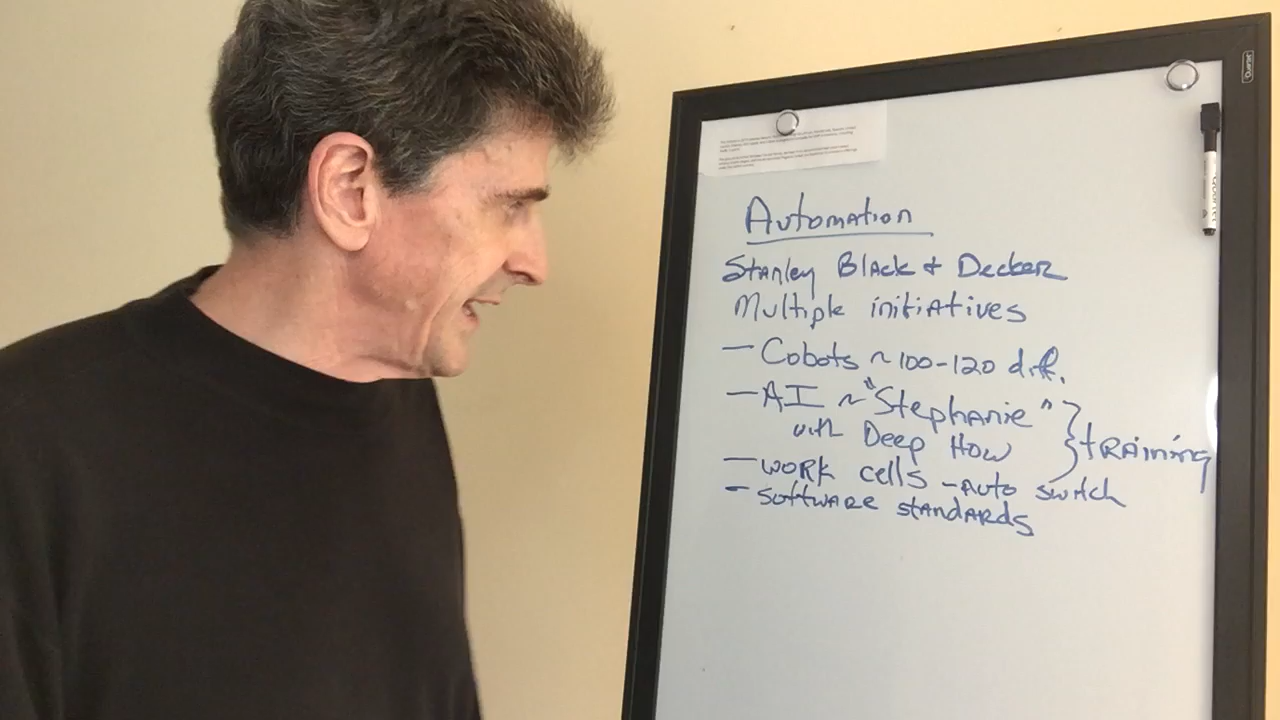 Quartet
Automation
Stanley Black & Decker
Multiple initiatives
— Cobots ~ 100-120 diff.
— AI ~ "Stephanie" } training
with Deep How
— work cells - Auto switch
- software standards